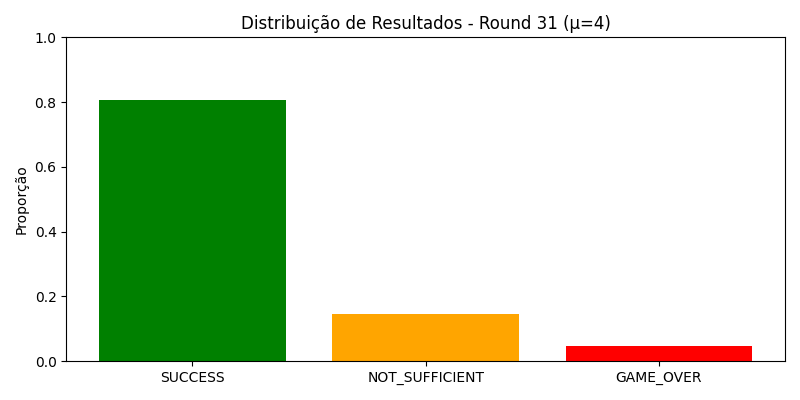 Distribuição de Resultados - Round 31 (μ=4)
1.0
0.8
0.6
0.4
0.2
0.0
Proporção
SUCCESS
NOT_SUFFICIENT
GAME_OVER